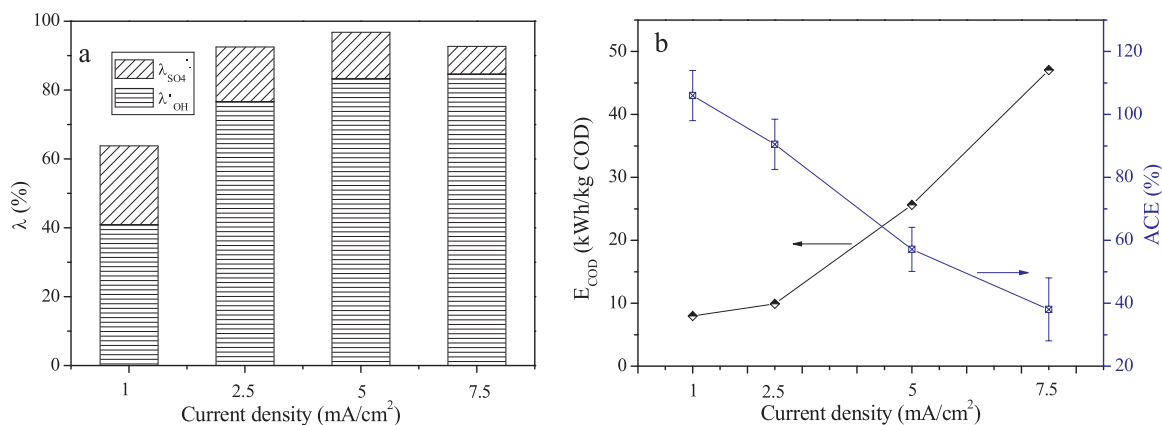 a
λSO4•-
λ•OH
100
80
60
40
20
0
λ (%)
1 2.5 5 7.5
Current density (mA/cm²)
b
50
40
30
20
10
0
E_COD (kWh/kg COD)
120
100
80
60
40
20
ACE (%)
1 2.5 5 7.5
Current density (mA/cm²)